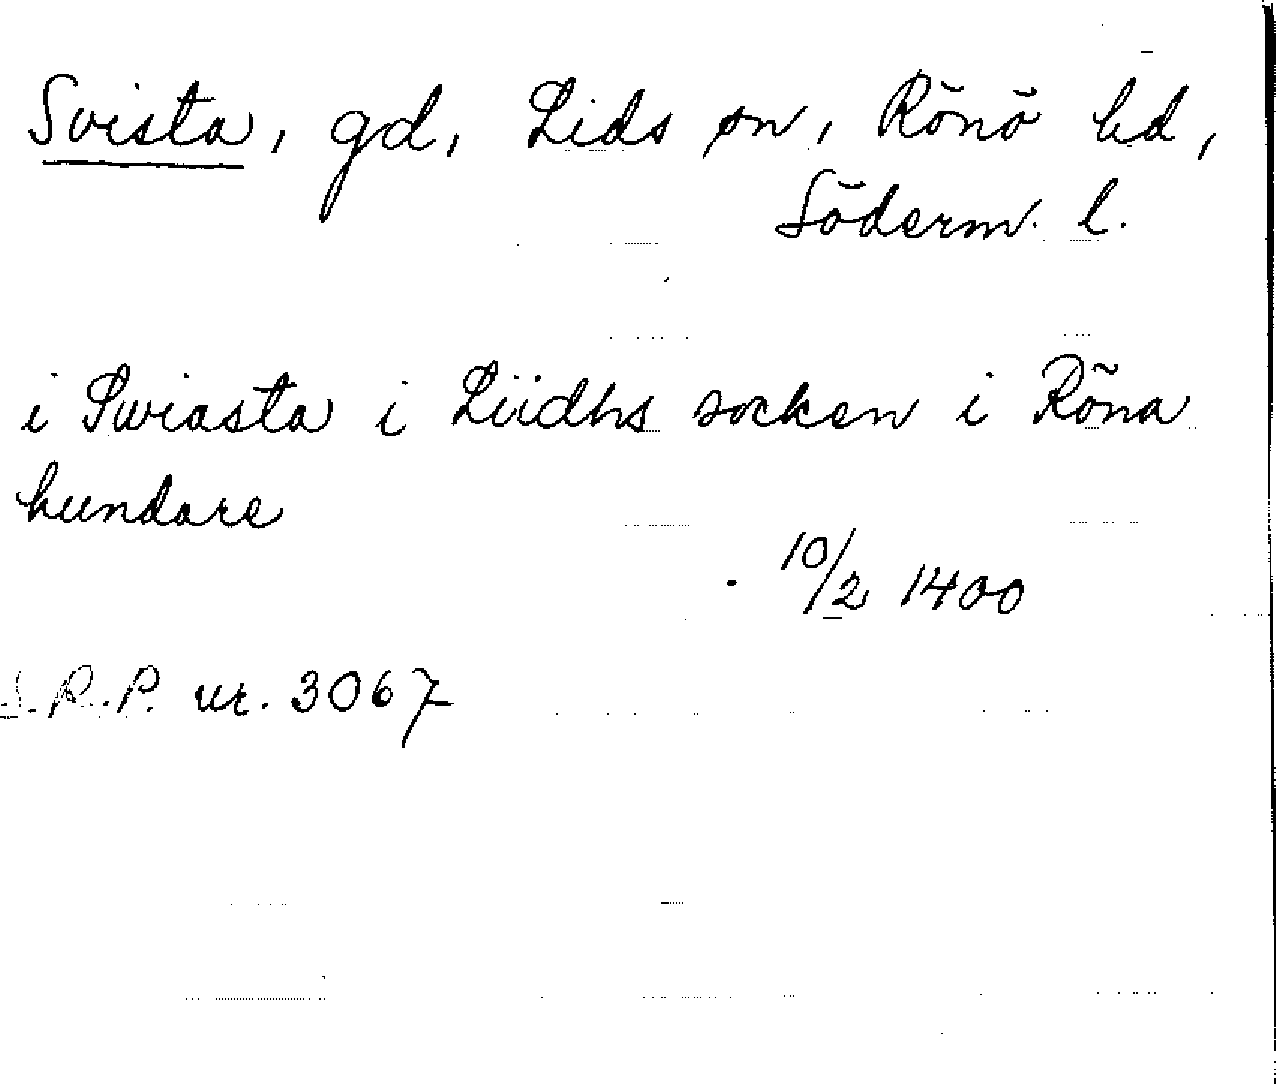 Svista, gd, Lids sn, Rönö hd,
Söderm. l.
i Swiasta i Liidhs socken i Röna
hundare
10/2 1400
S.R.P. nr. 3067